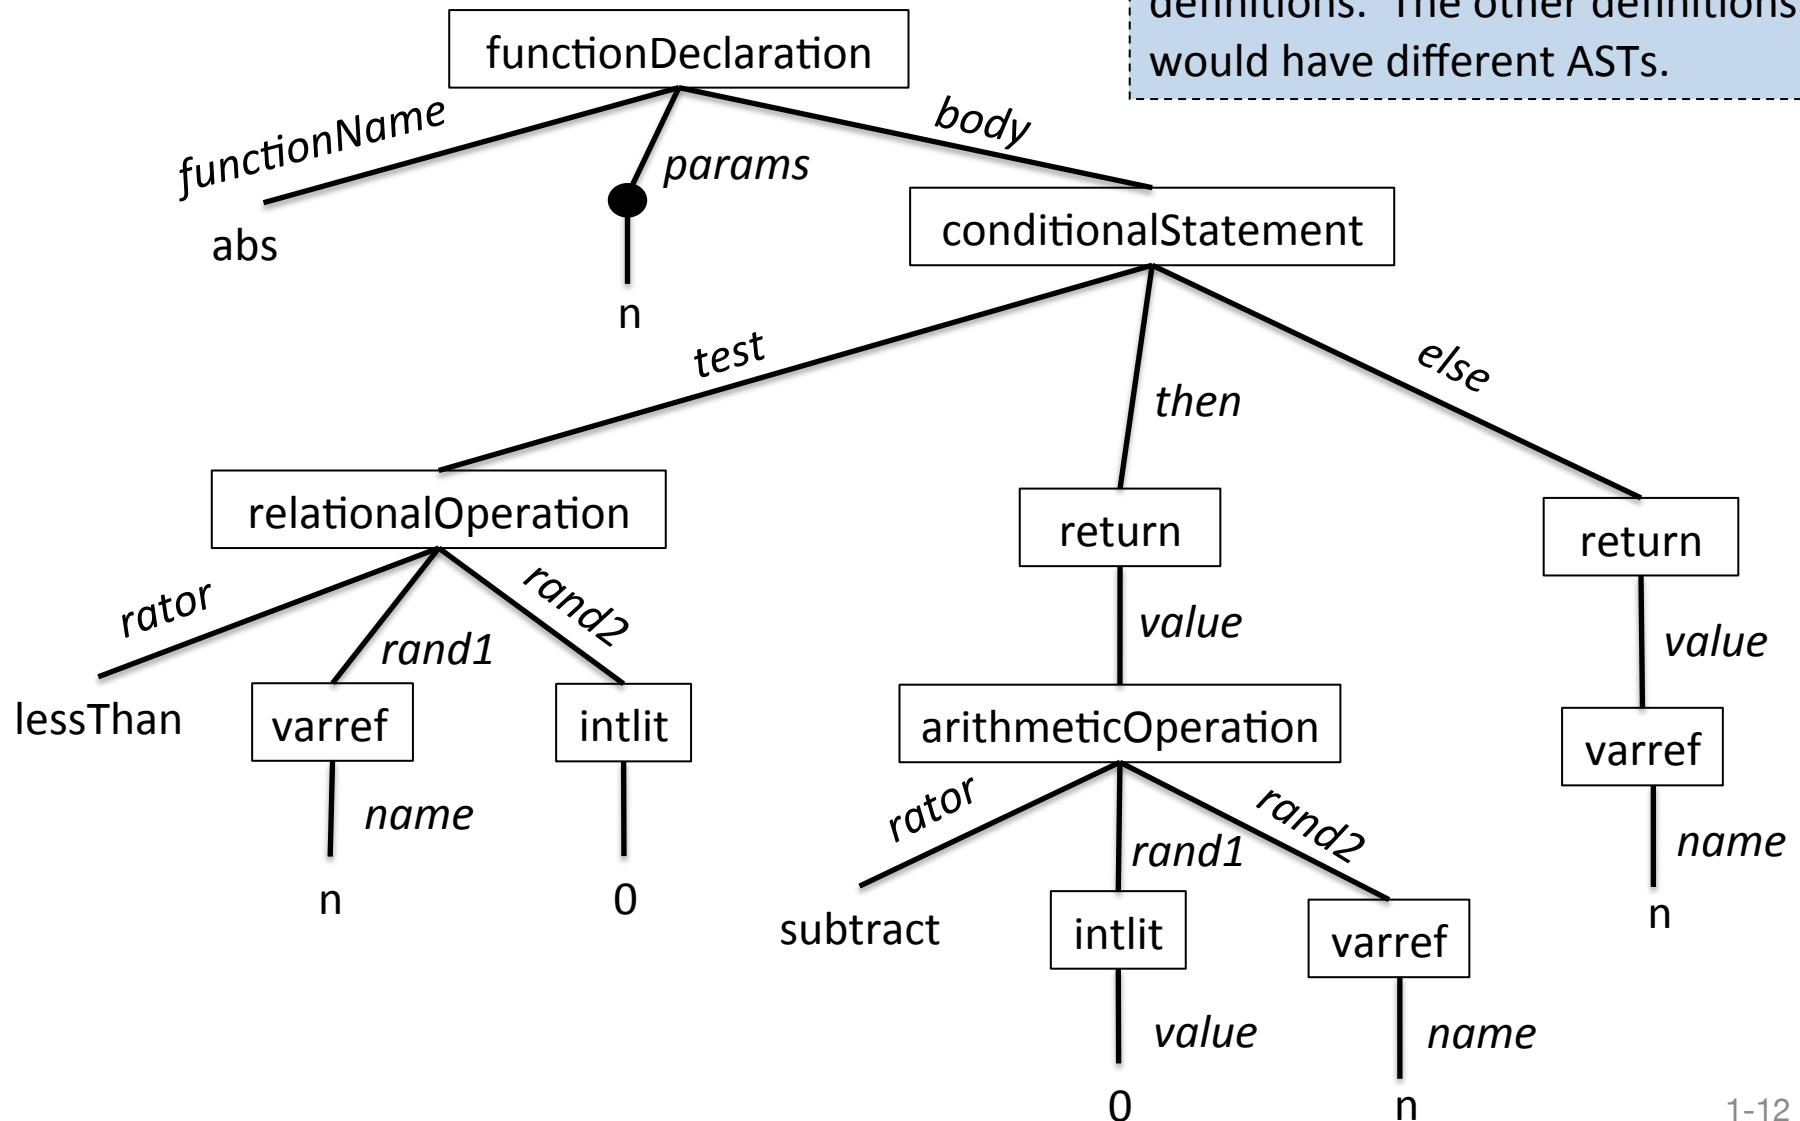 definitions. The other definitions
would have different ASTs.
functionDeclaration
functionName
params
body
abs
n
conditionalStatement
test
then
else
relationalOperation
return
return
rator
rand1
rand2
value
value
lessThan
varref
intlit
arithmeticOperation
varref
name
rator
rand1
rand2
name
n
0
subtract
intlit
varref
n
value
name
0
n
1-12